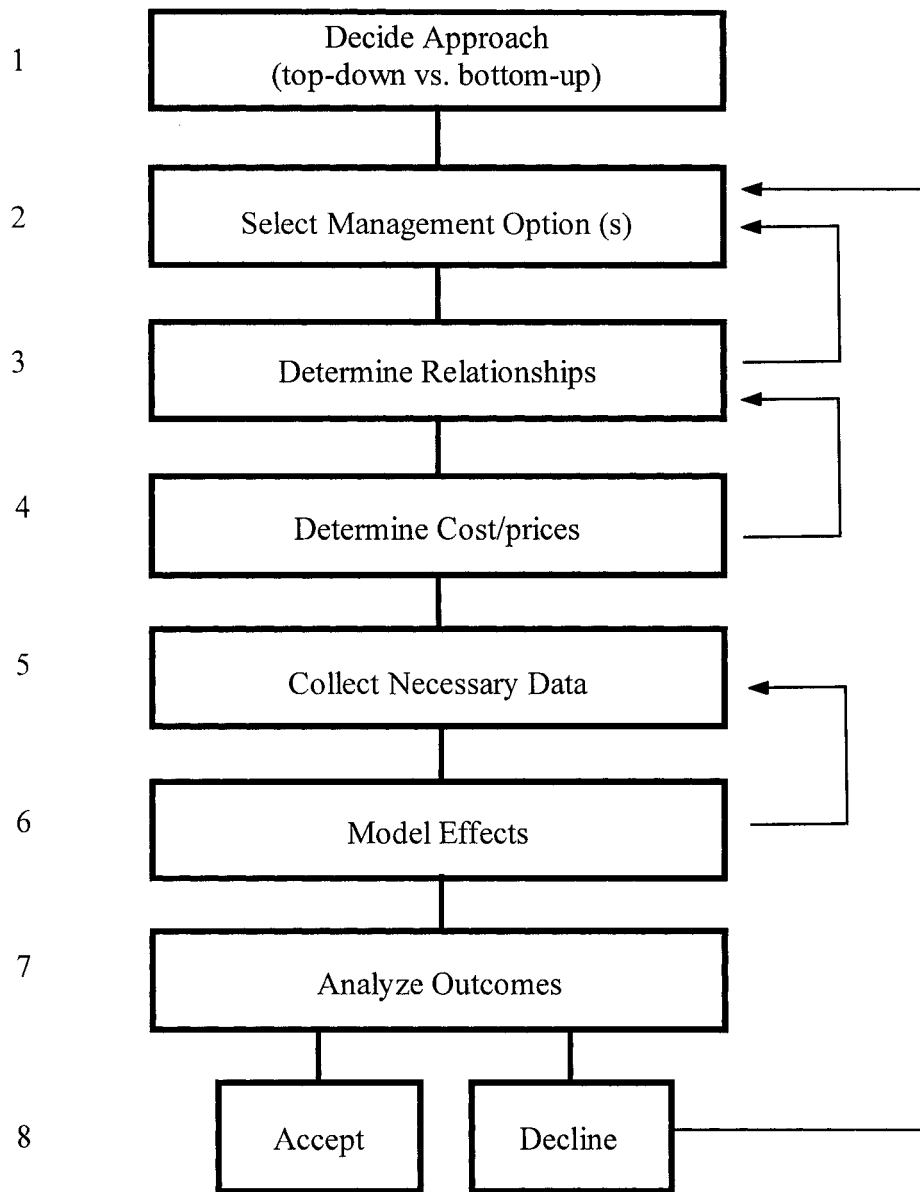 1
Decide Approach
(top-down vs. bottom-up)
2
Select Management Option (s)
3
Determine Relationships
4
Determine Cost/prices
5
Collect Necessary Data
6
Model Effects
7
Analyze Outcomes
8
Accept
Decline